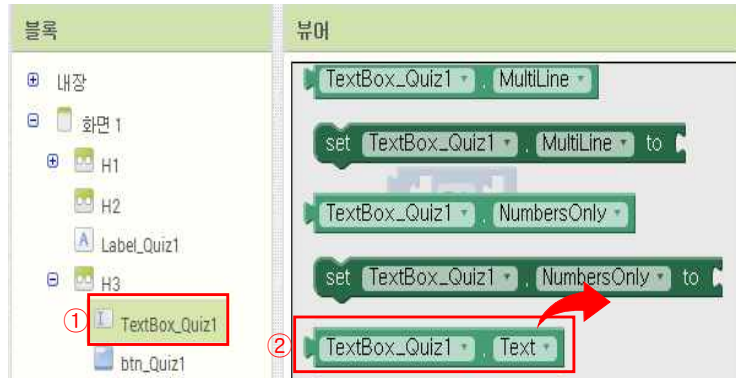 블록
내장
화면 1
H1
H2
Label_Quiz1
H3
① TextBox_Quiz1
btn_Quiz1
뷰어
TextBox_Quiz1 . MultiLine
set TextBox_Quiz1 . MultiLine to
TextBox_Quiz1 . NumbersOnly
set TextBox_Quiz1 . NumbersOnly to
② TextBox_Quiz1 . Text